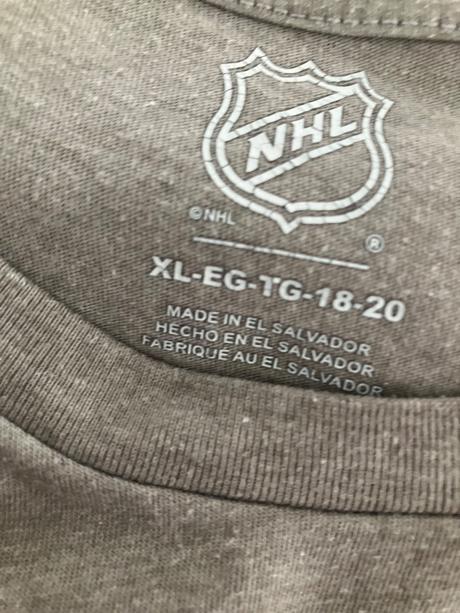 NHL
©NHL
®
XL-EG-TG-18-20
MADE IN EL SALVADOR
HECHO EN EL SALVADOR
FABRIQUÉ AU EL SALVADOR